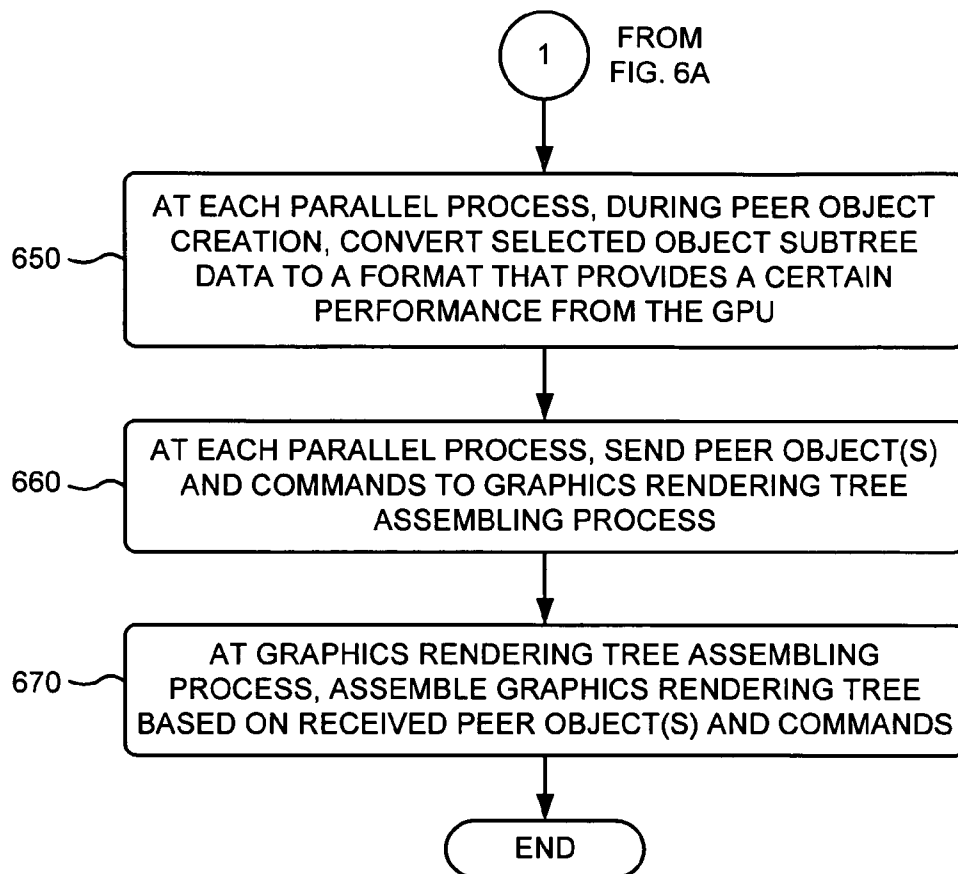 1
FROM
FIG. 6A
650
AT EACH PARALLEL PROCESS, DURING PEER OBJECT
CREATION, CONVERT SELECTED OBJECT SUBTREE
DATA TO A FORMAT THAT PROVIDES A CERTAIN
PERFORMANCE FROM THE GPU
660
AT EACH PARALLEL PROCESS, SEND PEER OBJECT(S)
AND COMMANDS TO GRAPHICS RENDERING TREE
ASSEMBLING PROCESS
670
AT GRAPHICS RENDERING TREE ASSEMBLING
PROCESS, ASSEMBLE GRAPHICS RENDERING TREE
BASED ON RECEIVED PEER OBJECT(S) AND COMMANDS
END